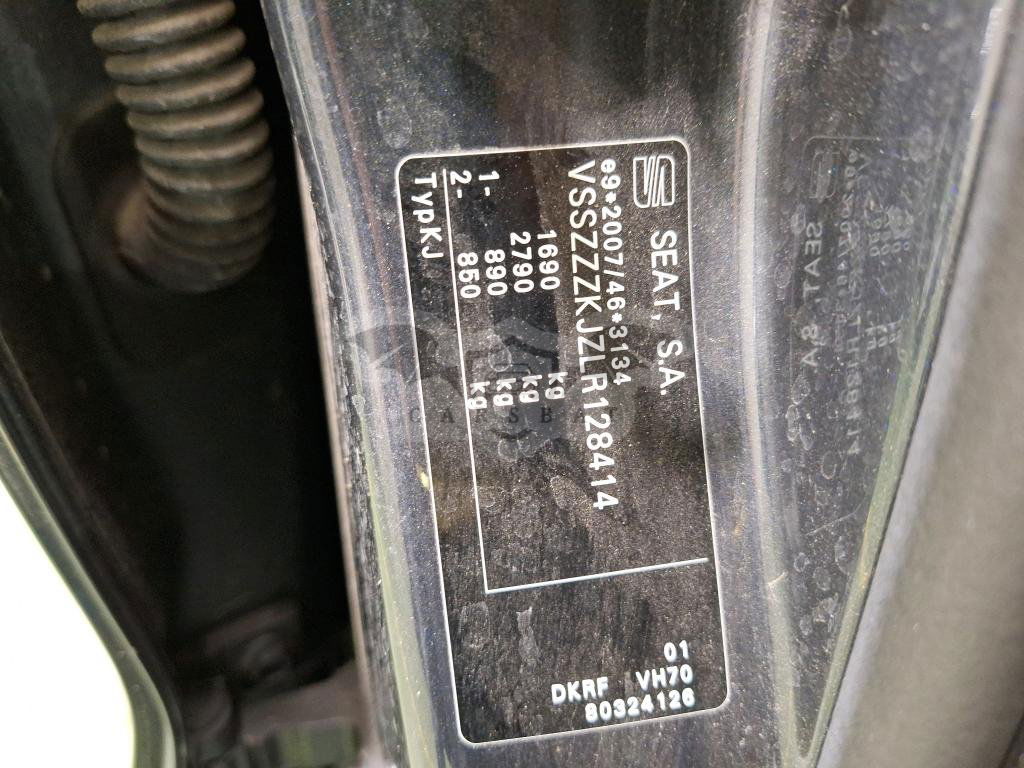 SEAT, S.A.
e9*2007/46*3134
VSSZZZKJZLR128414
1690 kg
2790 kg
1- 890 kg
2- 850 kg
TypKJ
01
DKRF VH70
80324126